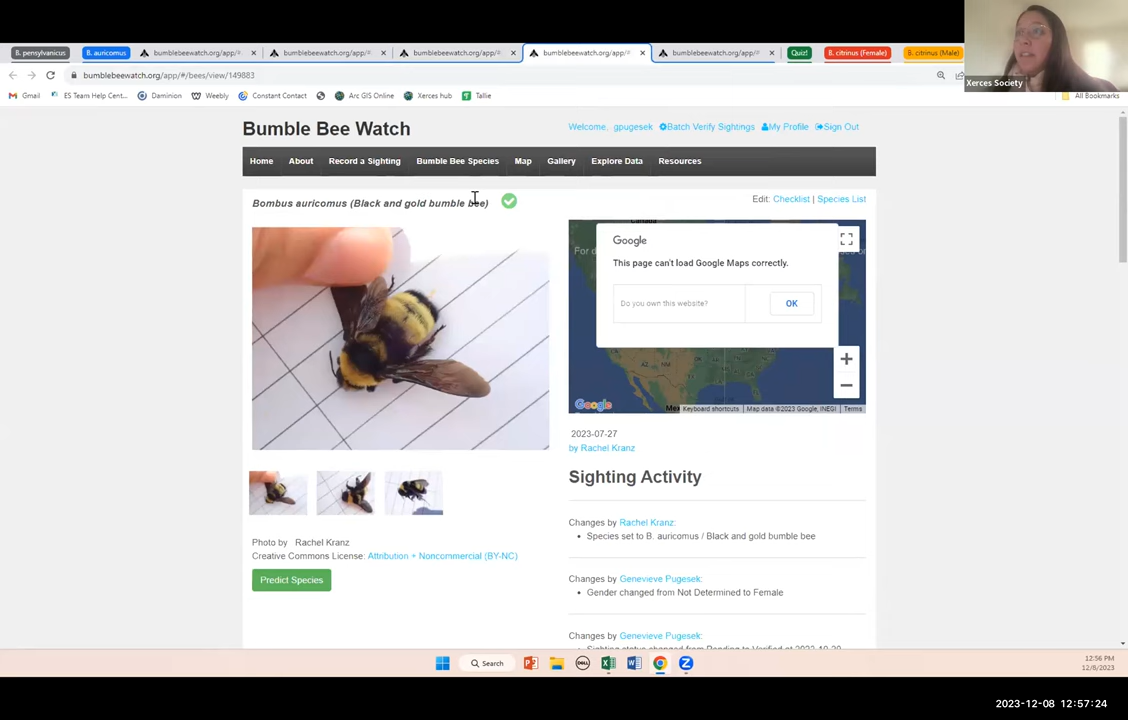 B. pensylvanicus
B. auricomus
bumblebeewatch.org/app/#
bumblebeewatch.org/app/#
bumblebeewatch.org/app/#
bumblebeewatch.org/app/#
bumblebeewatch.org/app/#
Quiz!
B. citrinus (Female)
B. citrinus (Male)
bumblebeewatch.org/app/#/bees/view/149883
Xerces Society
Gmail
ES Team Help Cent...
Daminion
Weebly
Constant Contact
Arc GIS Online
Xerces hub
Tallie
All Bookmarks
Bumble Bee Watch
Welcome, gpugesek
Batch Verify Sightings
My Profile
Sign Out
Home
About
Record a Sighting
Bumble Bee Species
Map
Gallery
Explore Data
Resources
Bombus auricomus (Black and gold bumble bee)
Edit: Checklist | Species List
Google
This page can't load Google Maps correctly.
Do you own this website?
OK
Google
Keyboard shortcuts
Map data ©2023 Google, INEGI
Terms
2023-07-27
by Rachel Kranz
Sighting Activity
Changes by Rachel Kranz:
• Species set to B. auricomus / Black and gold bumble bee
Changes by Genevieve Pugesek:
• Gender changed from Not Determined to Female
Changes by Genevieve Pugesek:
Photo by Rachel Kranz
Creative Commons License: Attribution + Noncommercial (BY-NC)
Predict Species
Search
12:56 PM
12/8/2023
2023-12-08 12:57:24